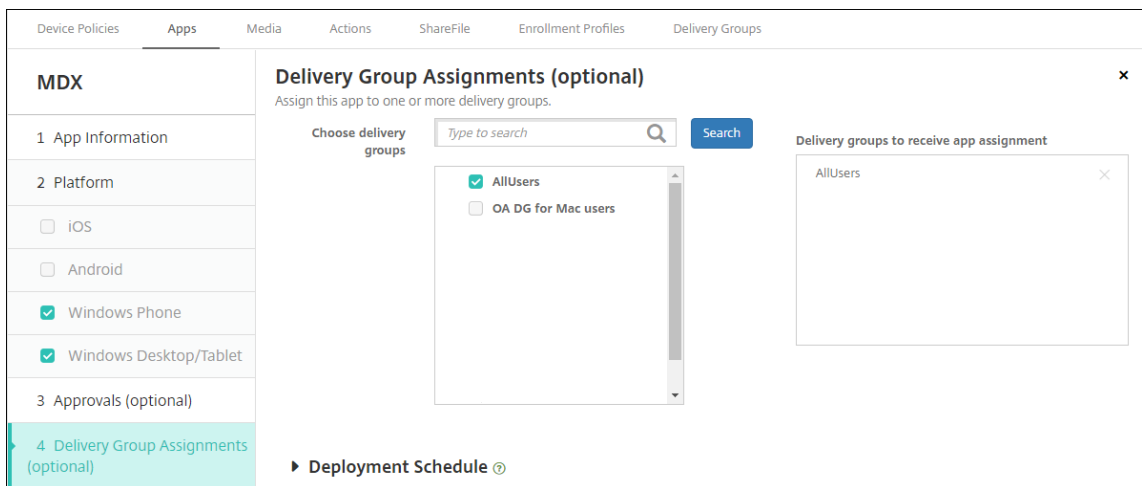 Device Policies Apps Media Actions ShareFile Enrollment Profiles Delivery Groups
MDX
1 App Information
2 Platform
iOS
Android
Windows Phone
Windows Desktop/Tablet
3 Approvals (optional)
4 Delivery Group Assignments
(optional)
Delivery Group Assignments (optional)
Assign this app to one or more delivery groups.
Choose delivery
groups
Type to search
Search
AllUsers
OA DG for Mac users
Delivery groups to receive app assignment
AllUsers
Deployment Schedule